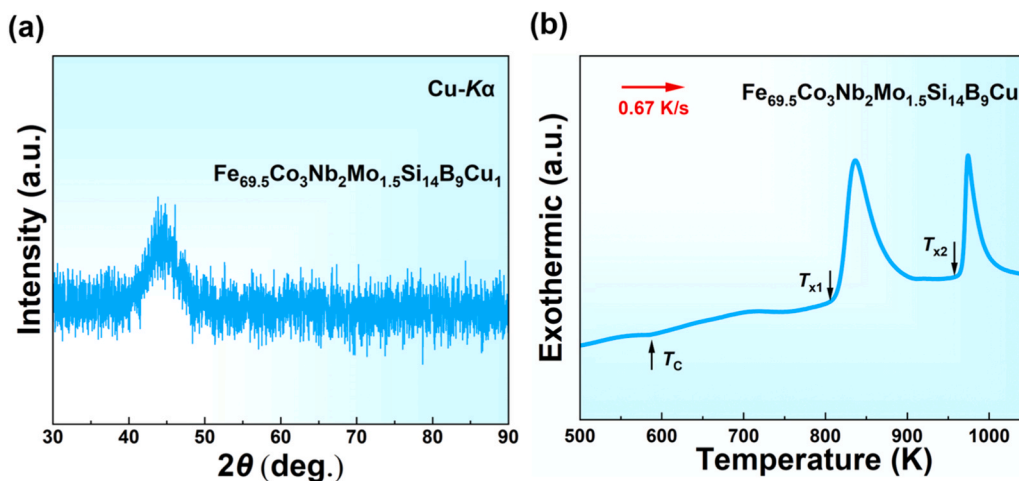 (a)
Cu-Kα
Fe₆₉.₅Co₃Nb₂Mo₁.₅Si₁₄B₉Cu₁
Intensity (a.u.)
30 40 50 60 70 80 90
2θ (deg.)
(b)
0.67 K/s
Fe₆₉.₅Co₃Nb₂Mo₁.₅Si₁₄B₉Cu
Exothermic (a.u.)
Tₓ₁
Tₓ₂
T_C
500 600 700 800 900 1000
Temperature (K)